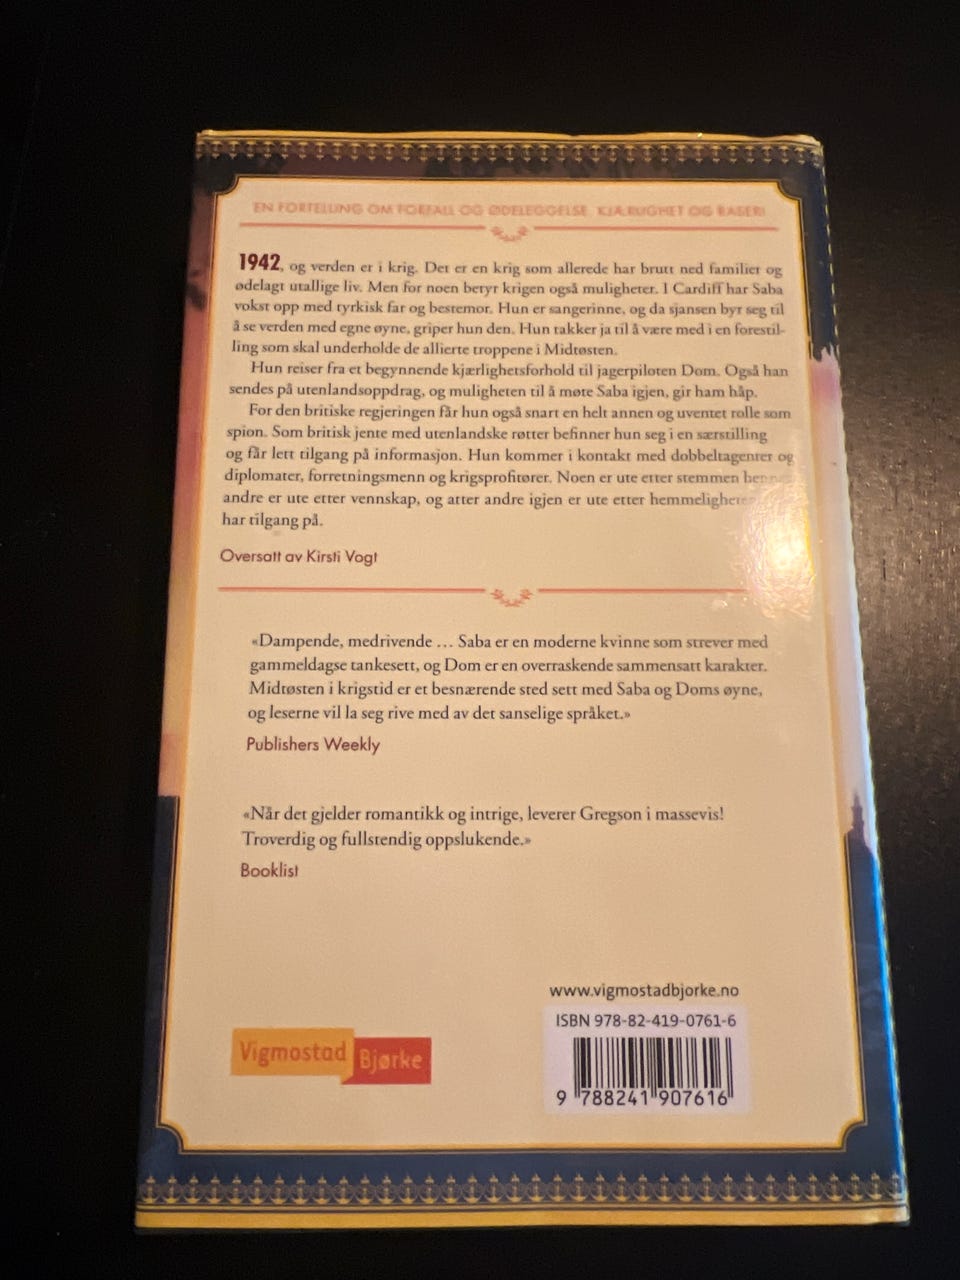 EN FORTELLING OM FORFALL OG ØDELEGGELSE, KJÆRLIGHET OG BASERI
1942, og verden er i krig. Det er en krig som allerede har brutt ned familier og
ødelagt utallige liv. Men for noen betyr krigen også muligheter. I Cardiff har Saba
vokst opp med tyrkisk far og bestemor. Hun er sangerinne, og da sjansen byr seg til
å se verden med egne øyne, griper hun den. Hun takker ja til å være med i en forestil-
ling som skal underholde de allierte troppene i Midtøsten.
Hun reiser fra et begynnende kjærlighetsforhold til jagerpiloten Dom. Også han
sendes på utenlandsoppdrag, og muligheten til å møte Saba igjen, gir ham håp.
For den britiske regjeringen får hun også snart en helt annen og uventet rolle som
spion. Som britisk jente med utenlandske røtter befinner hun seg i en særstilling
og får lett tilgang på informasjon. Hun kommer i kontakt med dobbeltagenter og
diplomater, forretningsmenn og krigsprofitører. Noen er ute etter stemmen
andre er ute etter vennskap, og atter andre igjen er ute etter
har tilgang på.
Oversatt av Kirsti Vogt
«Dampende, medrivende ... Saba er en moderne kvinne som strever med
gammeldagse tankesett, og Dom er en overraskende sammensatt karakter.
Midtøsten i krigstid er et besnærende sted sett med Saba og Doms øyne,
og leserne vil la seg rive med av det sanselige språket.»
Publishers Weekly
«Når det gjelder romantikk og intrige, leverer Gregson i massevis!
Troverdig og fullstendig oppslukende.»
Booklist
www.vigmostadbjorke.no
ISBN 978-82-419-0761-6
Vigmostad Bjørke
9 788241 907616